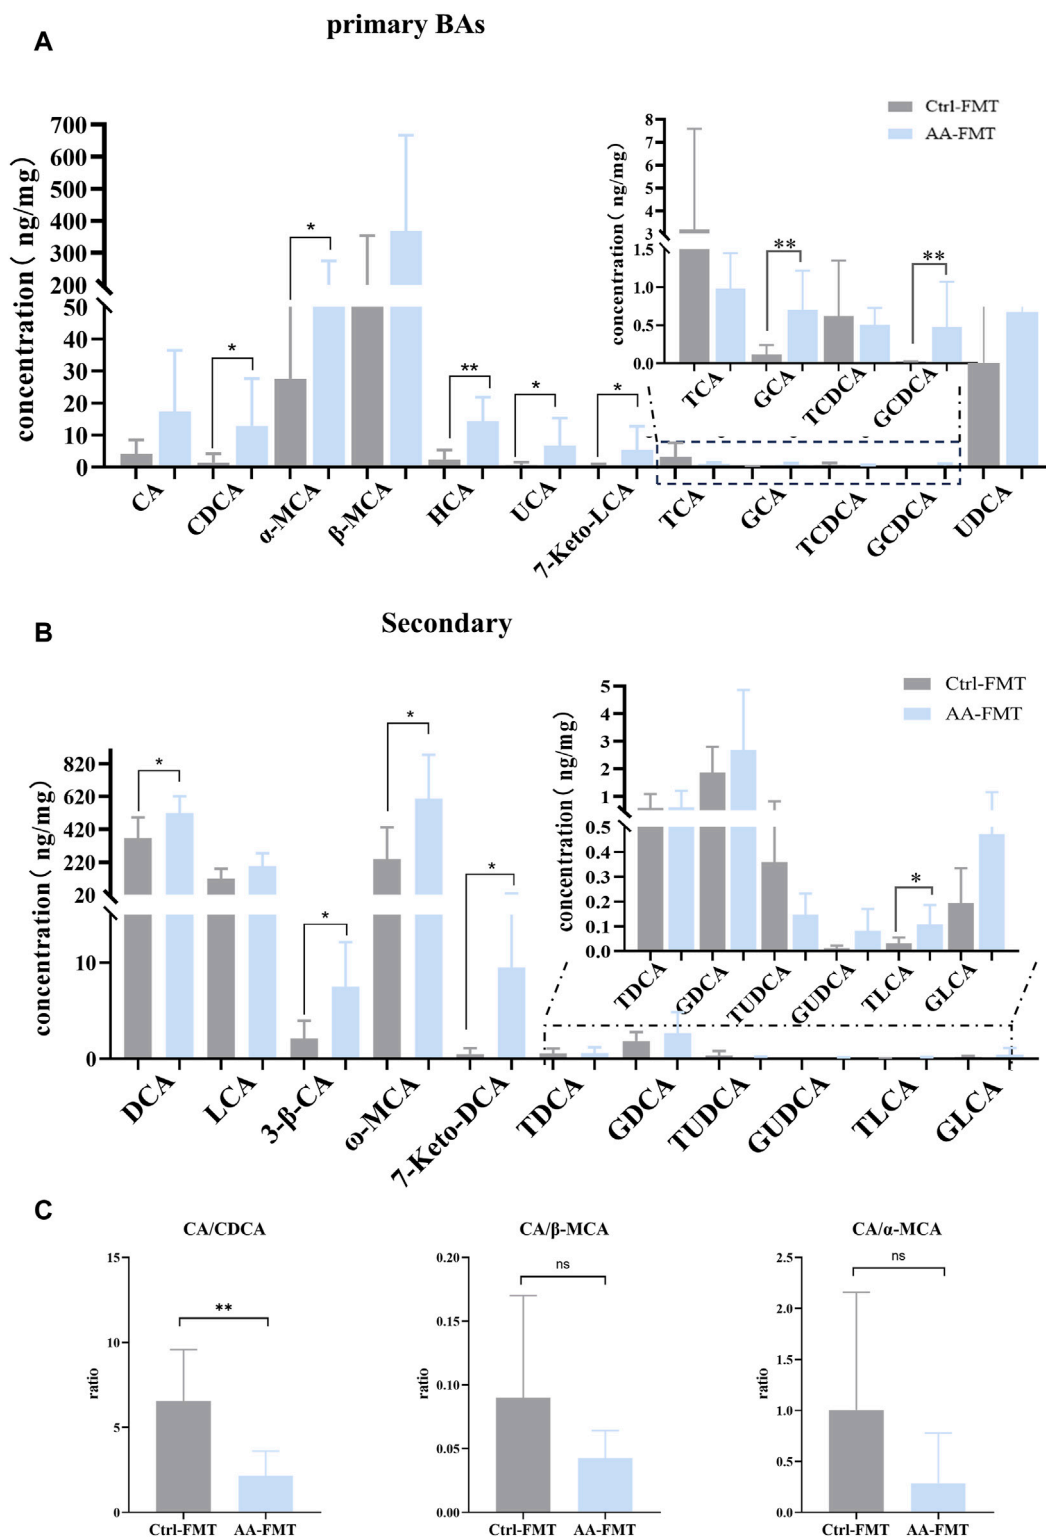 A
primary BAs
concentration ( ng/mg)
700
600
500
400
300
200
50
40
30
20
10
0
*
*
**
*
*
CA
CDCA
α-MCA
β-MCA
HCA
UCA
7-Keto-LCA
TCA
GCA
TCDCA
GCDCA
UDCA
concentration ( ng/mg)
8
7
6
5
4
3
1.5
1.0
0.5
0.0
**
**
TCA
GCA
TCDCA
GCDCA
Ctrl-FMT
AA-FMT
B
Secondary
concentration ( ng/mg)
820
620
420
220
20
10
0
*
*
*
*
DCA
LCA
3-β-CA
ω-MCA
7-Keto-DCA
TDCA
GDCA
TUDCA
GUDCA
TLCA
GLCA
concentration ( ng/mg)
5
4
3
2
1
0.5
0.4
0.3
0.2
0.1
0.0
*
TDCA
GDCA
TUDCA
GUDCA
TLCA
GLCA
Ctrl-FMT
AA-FMT
C
CA/CDCA
ratio
15
10
5
0
**
Ctrl-FMT AA-FMT
CA/β-MCA
ratio
0.20
0.15
0.10
0.05
0.00
ns
Ctrl-FMT AA-FMT
CA/α-MCA
ratio
2.5
2.0
1.5
1.0
0.5
0.0
ns
Ctrl-FMT AA-FMT